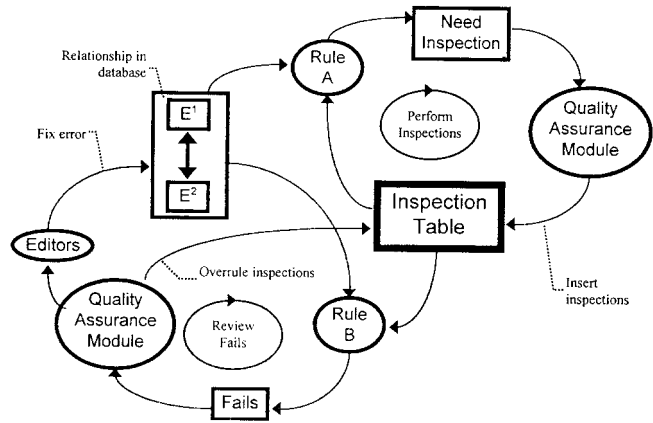 Need
Inspection
Relationship in
database
Rule
A
E1
Perform
Inspections
Quality
Assurance
Module
Fix error
E2
Inspection
Table
Editors
Overrule inspections
Insert
inspections
Quality
Assurance
Module
Review
Fails
Rule
B
Fails